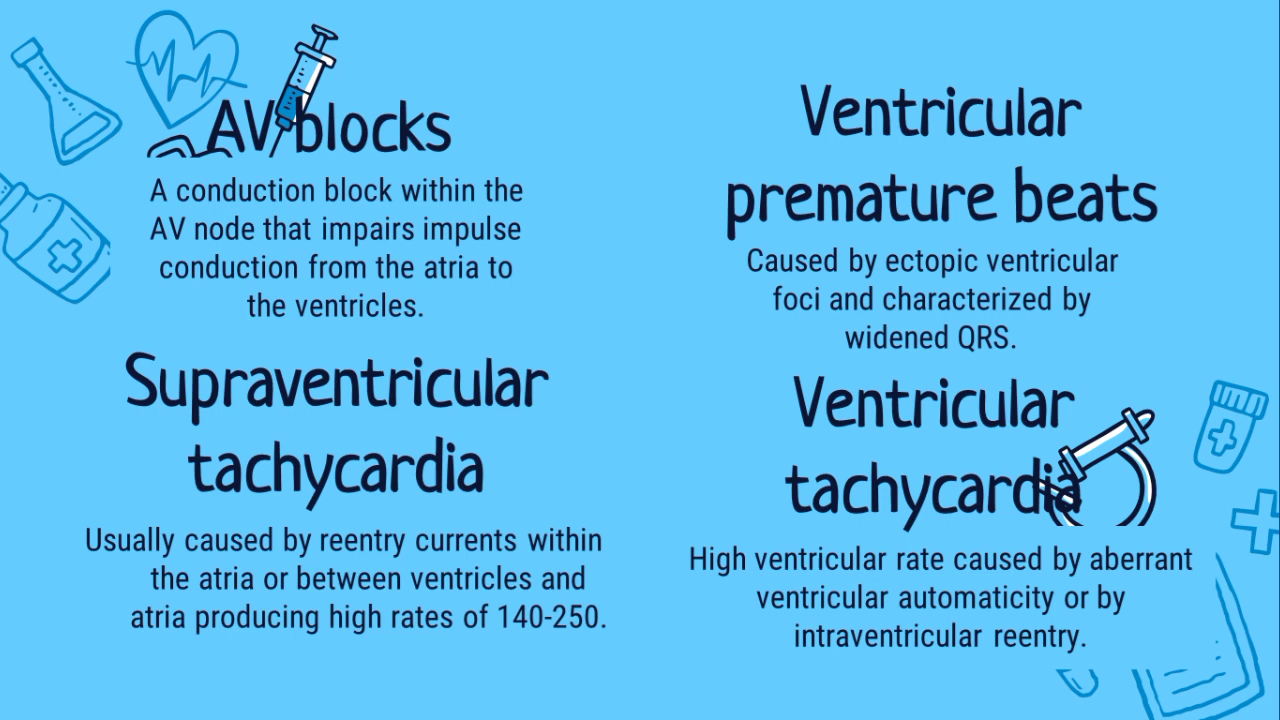 AV blocks
A conduction block within the
AV node that impairs impulse
conduction from the atria to
the ventricles.
Supraventricular
tachycardia
Usually caused by reentry currents within
the atria or between ventricles and
atria producing high rates of 140-250.
Ventricular
premature beats
Caused by ectopic ventricular
foci and characterized by
widened QRS.
Ventricular
tachycardia
High ventricular rate caused by aberrant
ventricular automaticity or by
intraventricular reentry.